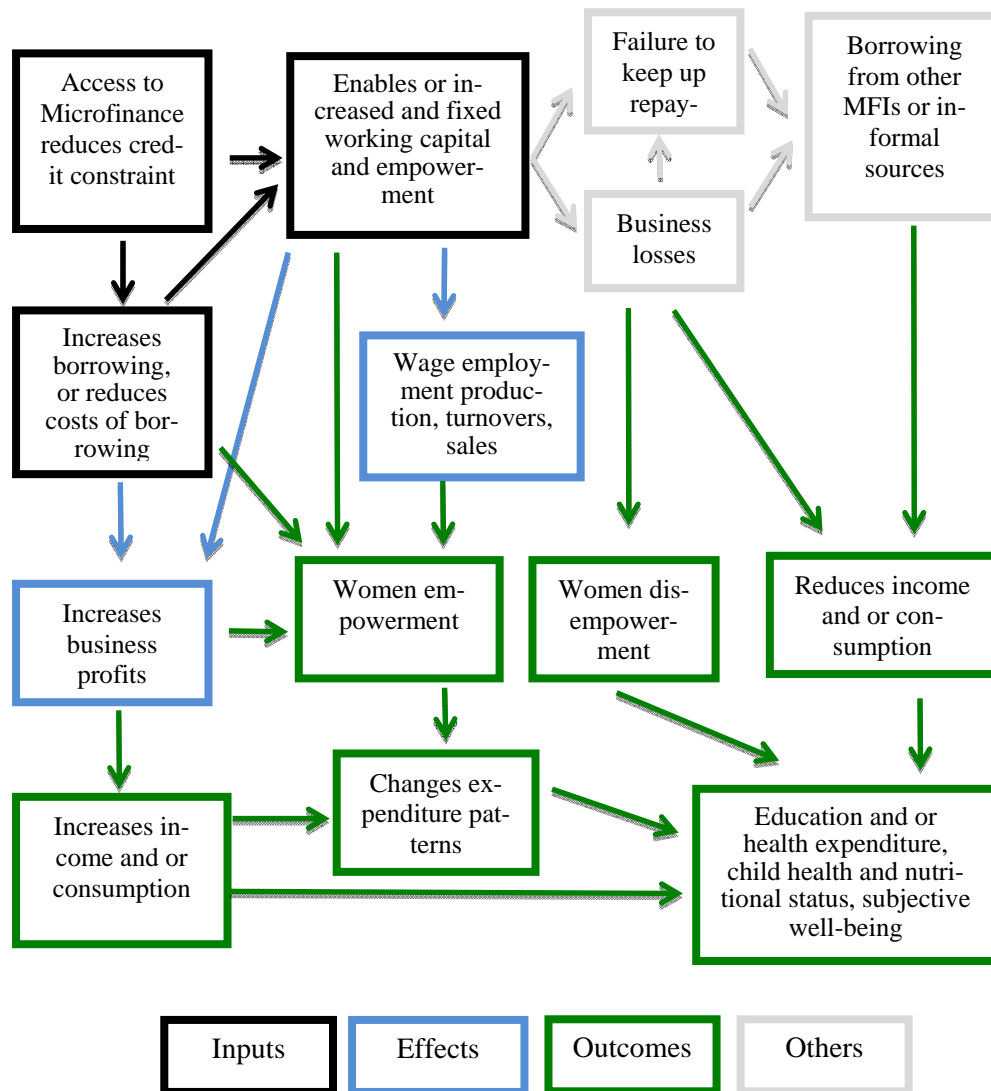 Access to
Microfinance
reduces cred-
it constraint
Enables or in-
creased and fixed
working capital
and empower-
ment
Failure to
keep up
repay-
Borrowing
from other
MFIs or in-
formal
sources
Business
losses
Increases
borrowing,
or reduces
costs of bor-
rowing
Wage employ-
ment produc-
tion, turnovers,
sales
Increases
business
profits
Women em-
powerment
Women dis-
empower-
ment
Reduces income
and or con-
sumption
Increases in-
come and or
consumption
Changes ex-
penditure pat-
terns
Education and or
health expenditure,
child health and nutri-
tional status, subjective
well-being
Inputs
Effects
Outcomes
Others